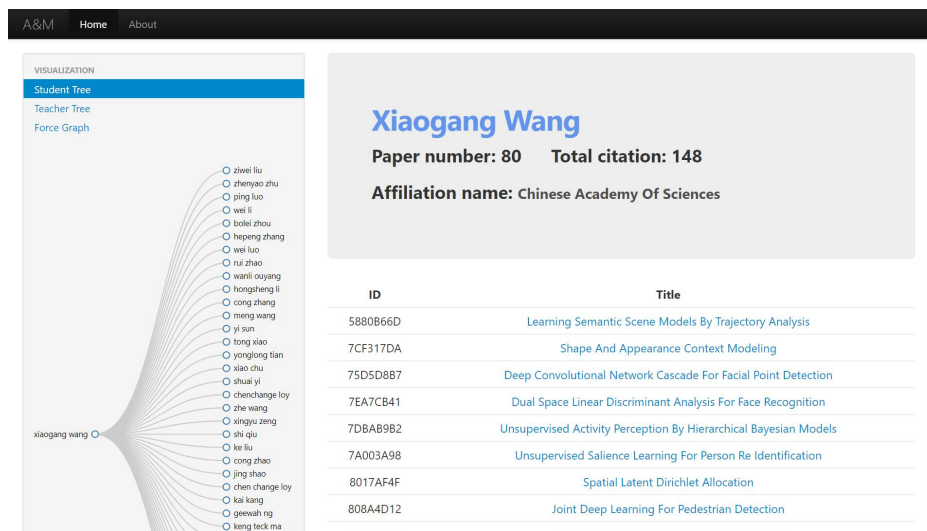 A&M Home About
VISUALIZATION
Student Tree
Teacher Tree
Force Graph
xiaogang wang
ziwei liu
zhenyao zhu
ping luo
wei li
bolei zhou
hepeng zhang
wei luo
rui zhao
wanli ouyang
hongsheng li
cong zhang
meng wang
yi sun
tong xiao
yonglong tian
xiao chu
shuai yi
chenchange loy
zhe wang
xingyu zeng
shi qiu
ke liu
cong zhao
jing shao
chen change loy
kai kang
geewah ng
keng teck ma
Xiaogang Wang
Paper number: 80 Total citation: 148
Affiliation name: Chinese Academy Of Sciences
ID Title
5880B66D Learning Semantic Scene Models By Trajectory Analysis
7CF317DA Shape And Appearance Context Modeling
75D5D8B7 Deep Convolutional Network Cascade For Facial Point Detection
7EA7CB41 Dual Space Linear Discriminant Analysis For Face Recognition
7DBAB9B2 Unsupervised Activity Perception By Hierarchical Bayesian Models
7A003A98 Unsupervised Salience Learning For Person Re Identification
8017AF4F Spatial Latent Dirichlet Allocation
808A4D12 Joint Deep Learning For Pedestrian Detection